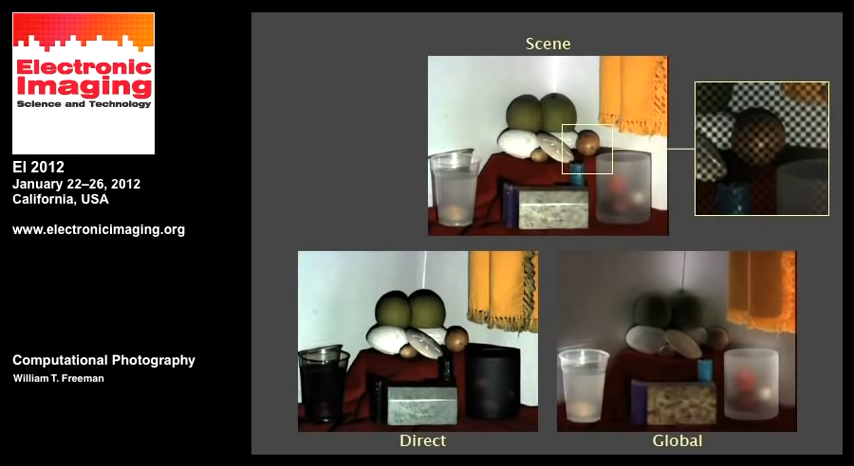 Electronic
Imaging
Science and Technology
EI 2012
January 22–26, 2012
California, USA
www.electronicimaging.org
Computational Photography
William T. Freeman
Scene
Direct
Global